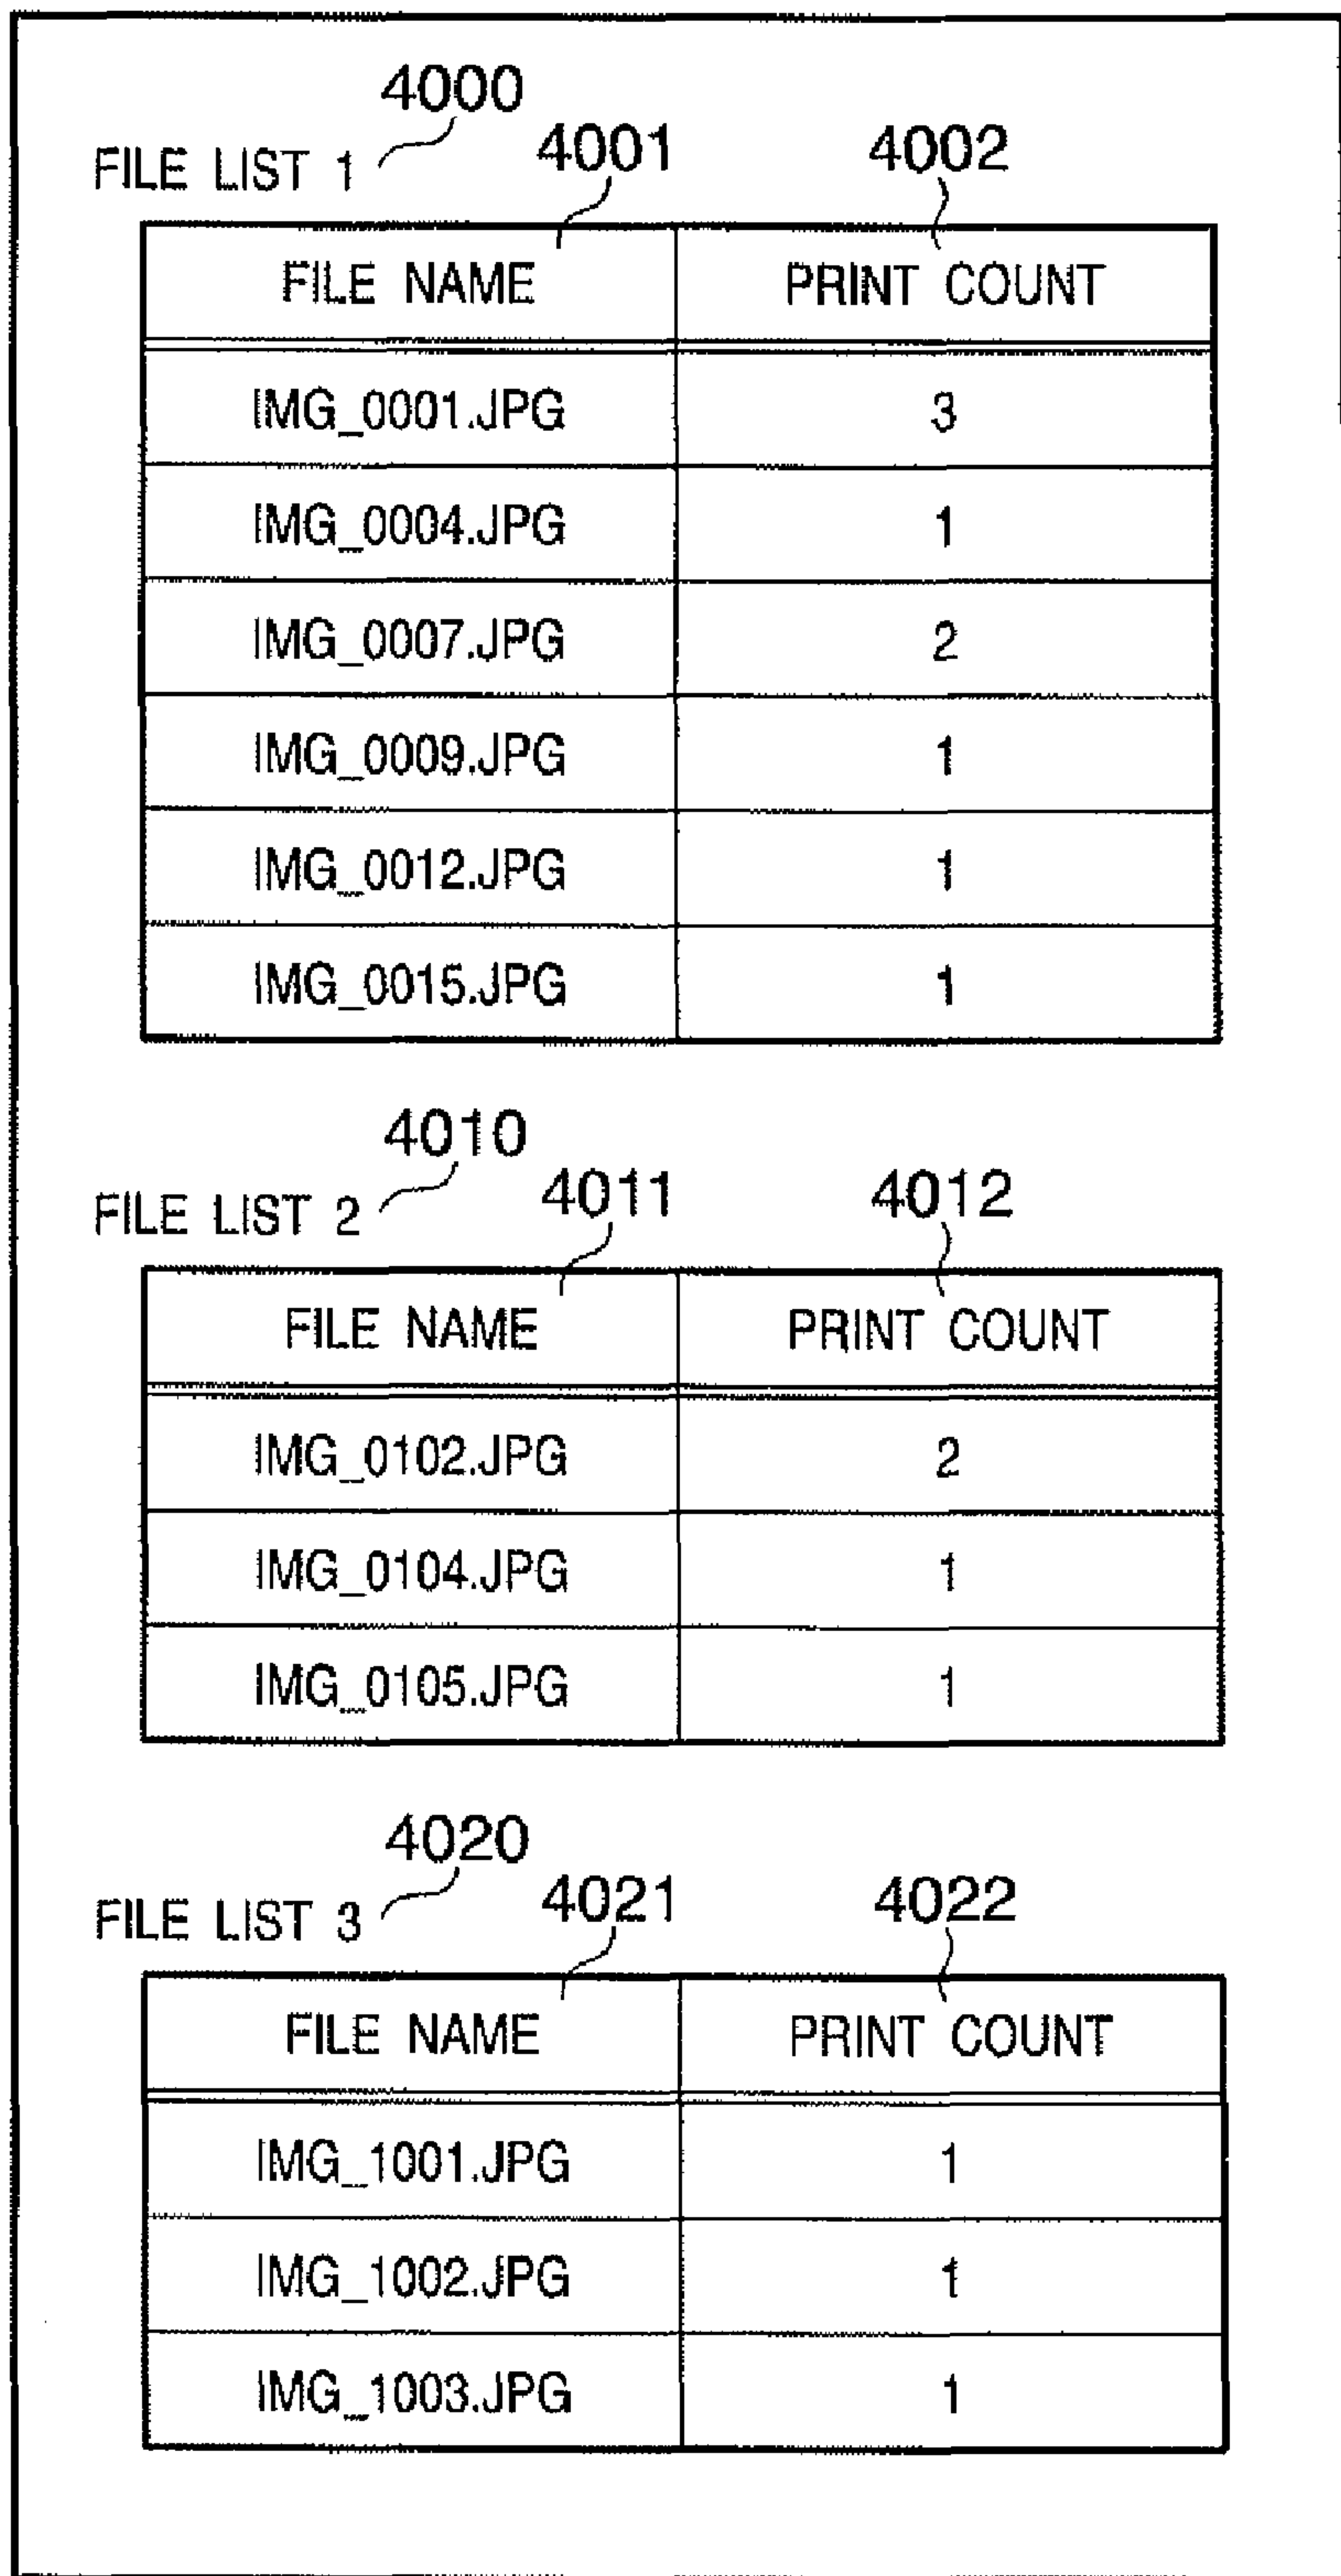 4000
FILE LIST 1
4001 4002
FILE NAME PRINT COUNT
IMG_0001.JPG 3
IMG_0004.JPG 1
IMG_0007.JPG 2
IMG_0009.JPG 1
IMG_0012.JPG 1
IMG_0015.JPG 1
4010
FILE LIST 2
4011 4012
FILE NAME PRINT COUNT
IMG_0102.JPG 2
IMG_0104.JPG 1
IMG_0105.JPG 1
4020
FILE LIST 3
4021 4022
FILE NAME PRINT COUNT
IMG_1001.JPG 1
IMG_1002.JPG 1
IMG_1003.JPG 1